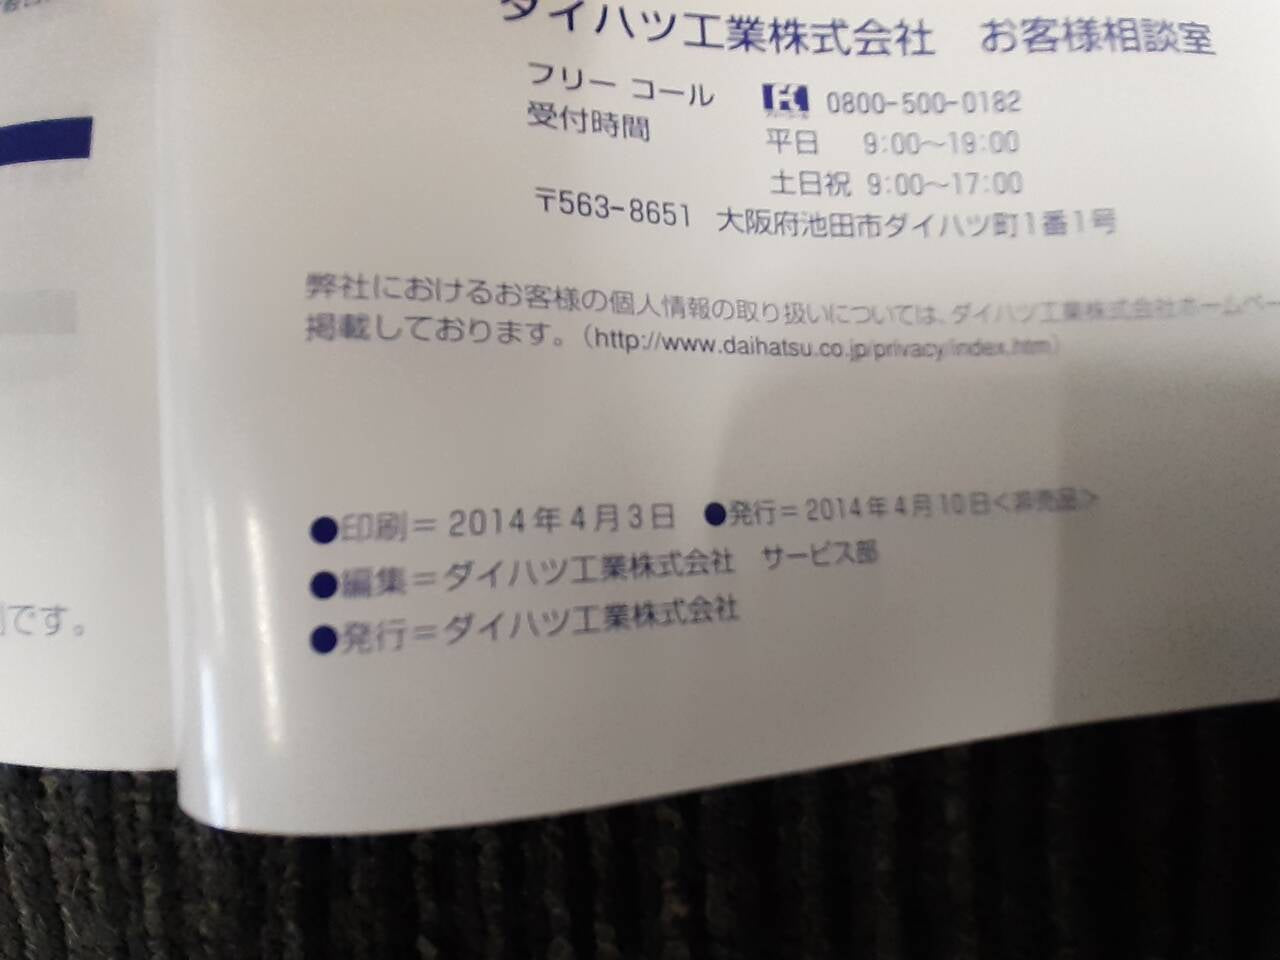 ダイハツ工業株式会社 お客様相談室
フリー コール 0800-500-0182
受付時間 平日 9:00〜19:00
土日祝 9:00〜17:00
〒563-8651 大阪府池田市ダイハツ町1番1号
弊社におけるお客様の個人情報の取り扱いについては、ダイハツ工業株式会社ホームペー
掲載しております。（http://www.daihatsu.co.jp/privacy/index.htm）
●印刷＝2014年4月3日 ●発行＝2014年4月10日＜非売品＞
●編集＝ダイハツ工業株式会社 サービス部
●発行＝ダイハツ工業株式会社
です。